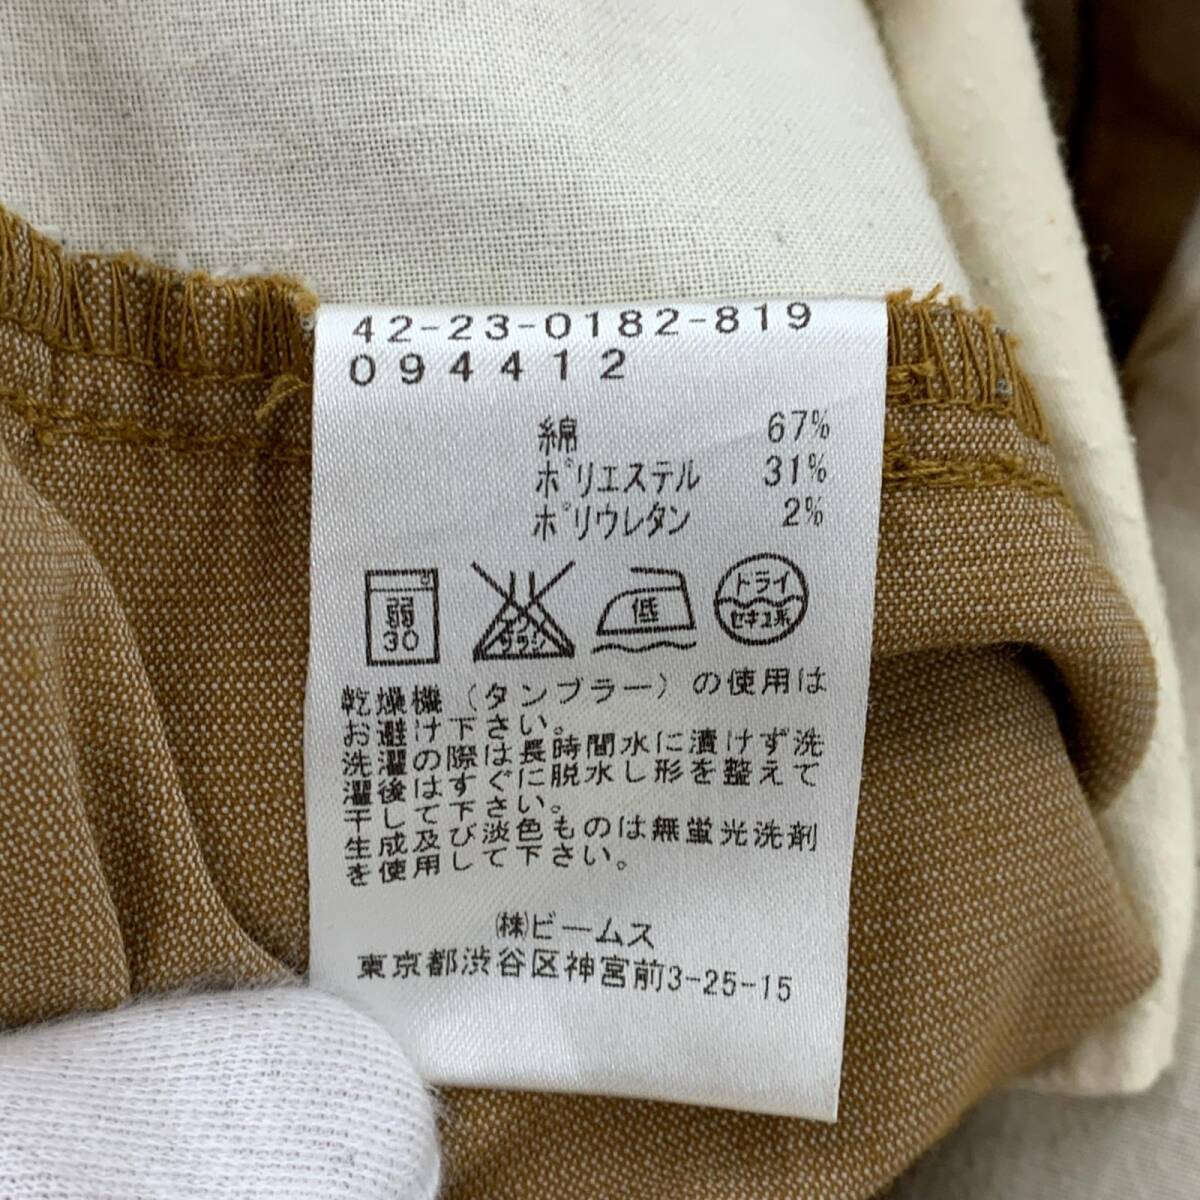 42-23-0182-819
094412
綿 67%
ポリエステル 31%
ポリウレタン 2%
弱
30
エンソ
サラシ
低
ドライ
セキユ系
乾燥機(タンブラー)の使用は
お避け下さい。
洗濯の際は長時間水に漬けず洗
濯後はすぐに脱水し形を整えて
干して下さい。
生成及び淡色ものは無蛍光洗剤
を使用して下さい。
㈱ビームス
東京都渋谷区神宮前3-25-15